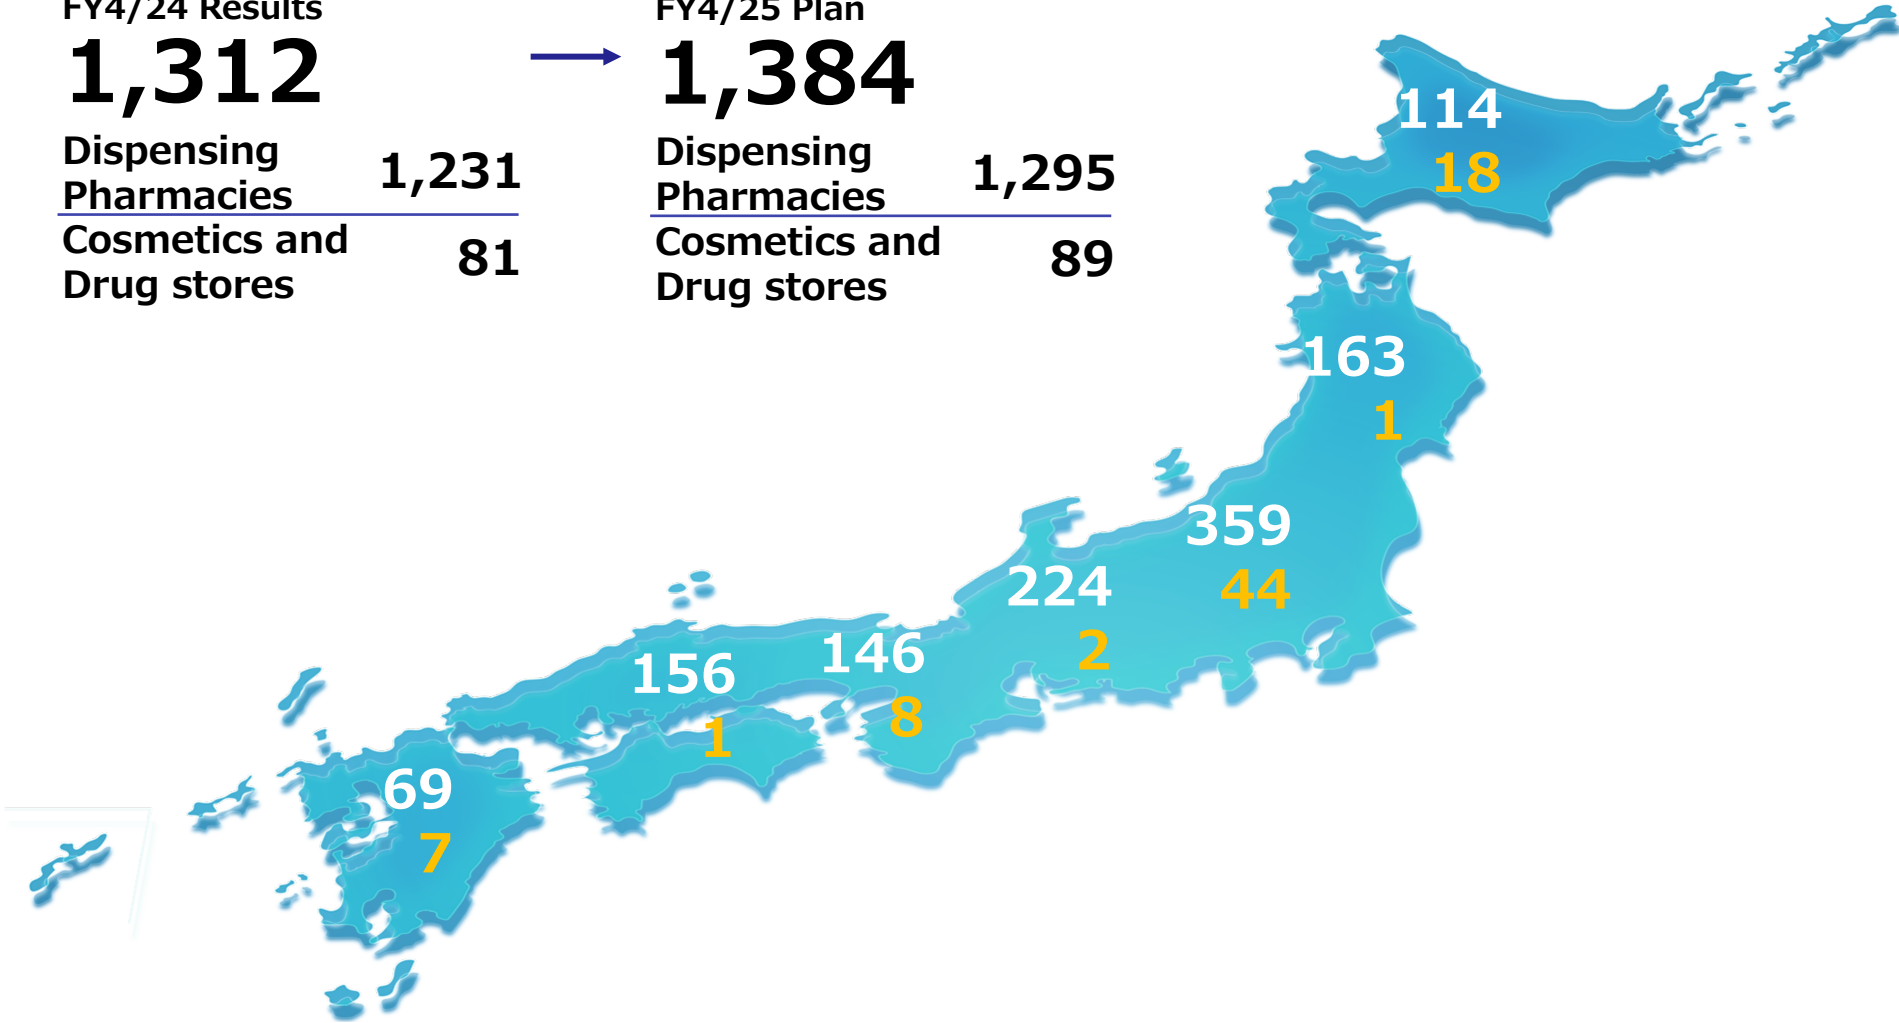 FY4/24 Results
1,312
Dispensing
Pharmacies
1,231
Cosmetics and
Drug stores
81
FY4/25 Plan
1,384
Dispensing
Pharmacies
1,295
Cosmetics and
Drug stores
89
114
18
163
1
359
44
224
2
146
8
156
1
69
7